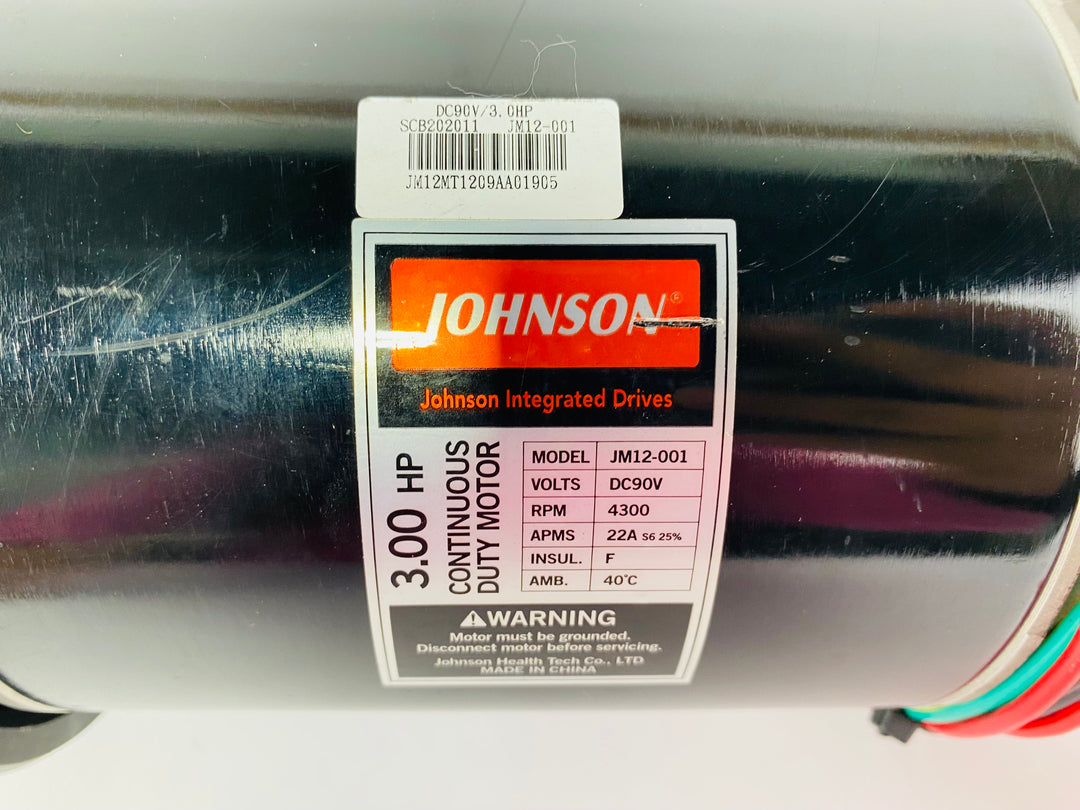 DC90V/3.0HP
SCB202011 JM12-001
JM12MT1209AA01905
JOHNSON
Johnson Integrated Drives
3.00 HP
CONTINUOUS
DUTY MOTOR
MODEL JM12-001
VOLTS DC90V
RPM 4300
APMS 22A S6 25%
INSUL. F
AMB. 40°C
⚠WARNING
Motor must be grounded.
Disconnect motor before servicing.
Johnson Health Tech Co., LTD
MADE IN CHINA